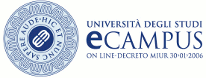 UNIVERSITÀ DEGLI STUDI
eCAMPUS
ON LINE-DECRETO MIUR 30-01-2006